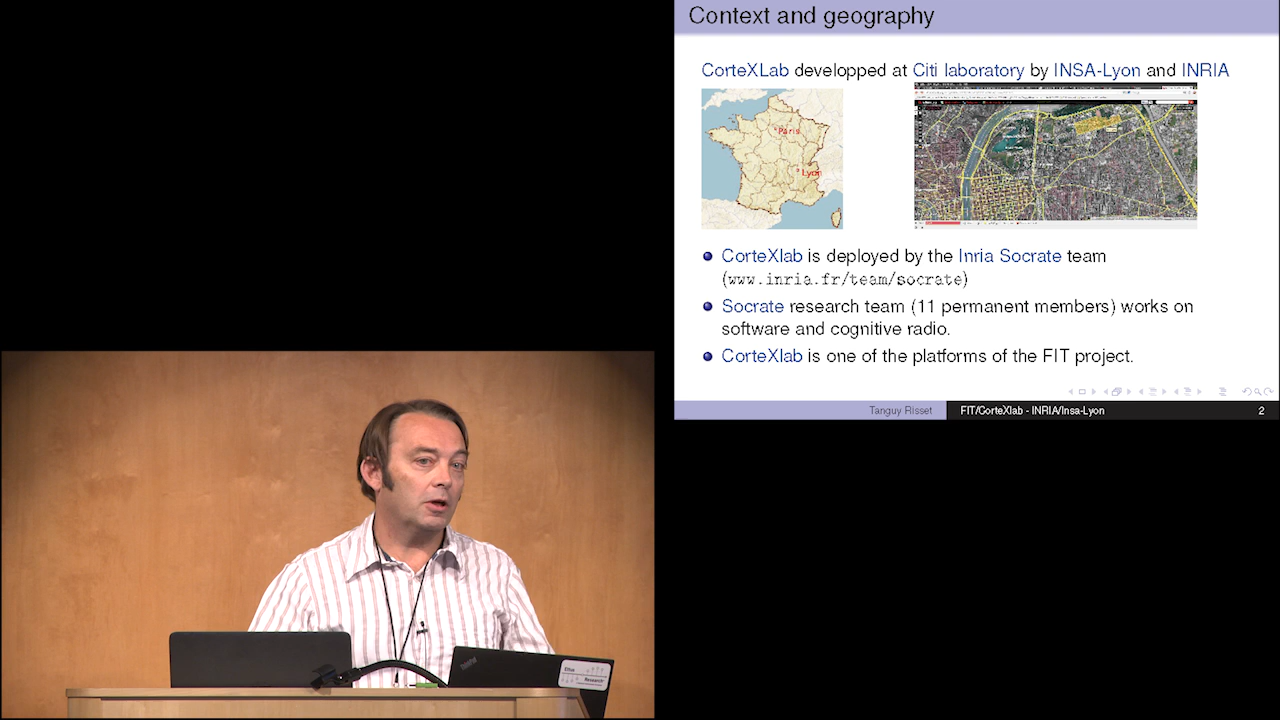 Context and geography
CorteXLab developped at Citi laboratory by INSA-Lyon and INRIA
Paris
Lyon
CorteXlab is deployed by the Inria Socrate team
(www.inria.fr/team/socrate)
Socrate research team (11 permanent members) works on
software and cognitive radio.
CorteXlab is one of the platforms of the FIT project.
Tanguy Risset
FIT/CorteXlab - INRIA/Insa-Lyon
2
ThinkPad
Ettus
Research